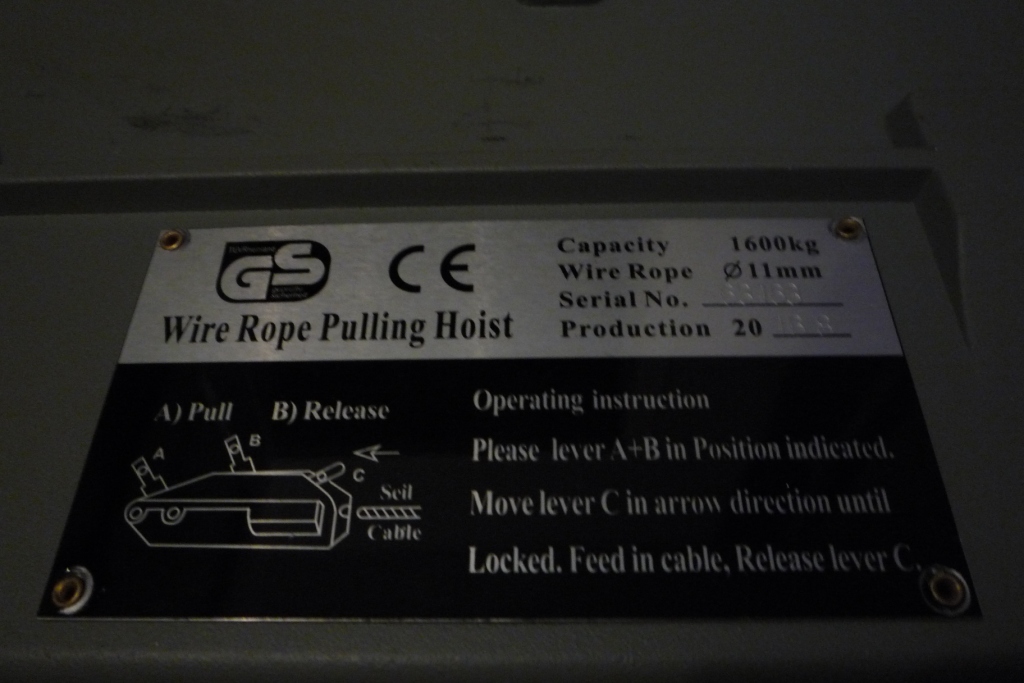 GS
CE
Capacity 1600kg
Wire Rope Ø11mm
Serial No.
Production 20
Wire Rope Pulling Hoist
A) Pull B) Release
A
B
C
Seil
Cable
Operating instruction
Please lever A+B in Position indicated.
Move lever C in arrow direction until
Locked. Feed in cable, Release lever C.